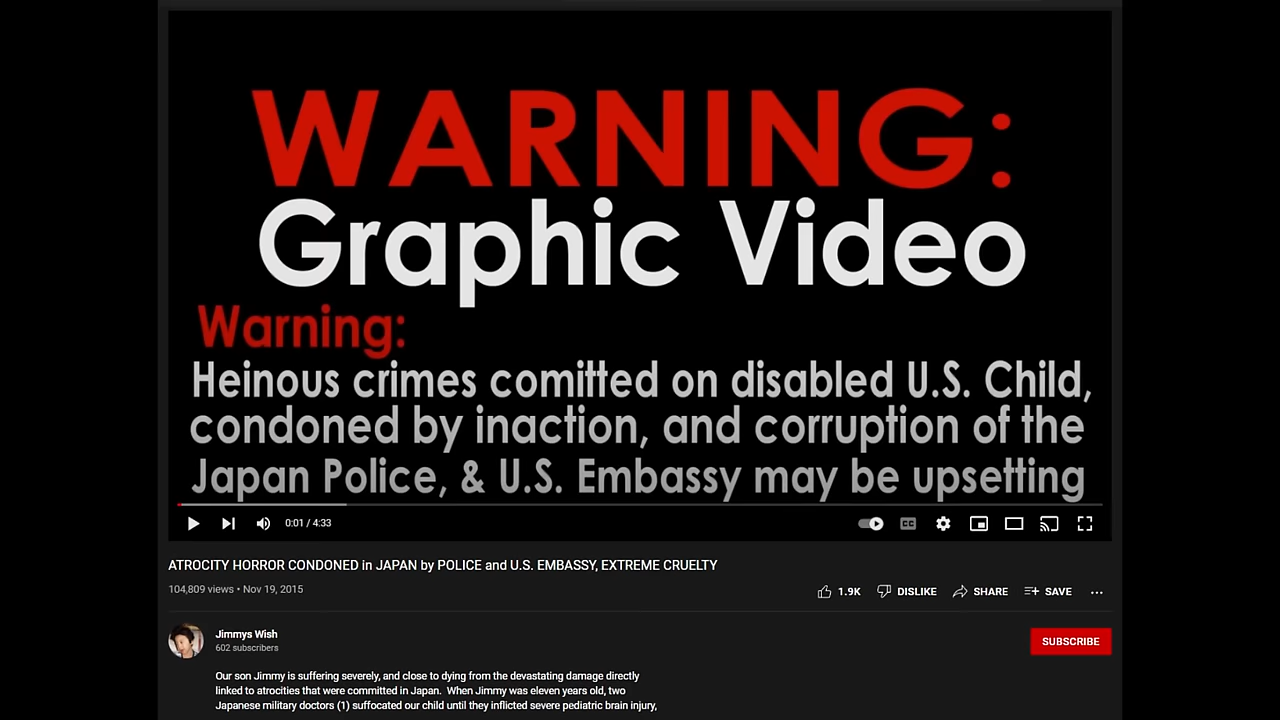 WARNING:
Graphic Video
Warning:
Heinous crimes comitted on disabled U.S. Child,
condoned by inaction, and corruption of the
Japan Police, & U.S. Embassy may be upsetting
0:01 / 4:33
CC
ATROCITY HORROR CONDONED in JAPAN by POLICE and U.S. EMBASSY, EXTREME CRUELTY
104,809 views • Nov 19, 2015
1.9K DISLIKE SHARE SAVE
Jimmys Wish
602 subscribers
SUBSCRIBE
Our son Jimmy is suffering severely, and close to dying from the devastating damage directly
linked to atrocities that were committed in Japan. When Jimmy was eleven years old, two
Japanese military doctors (1) suffocated our child until they inflicted severe pediatric brain injury,